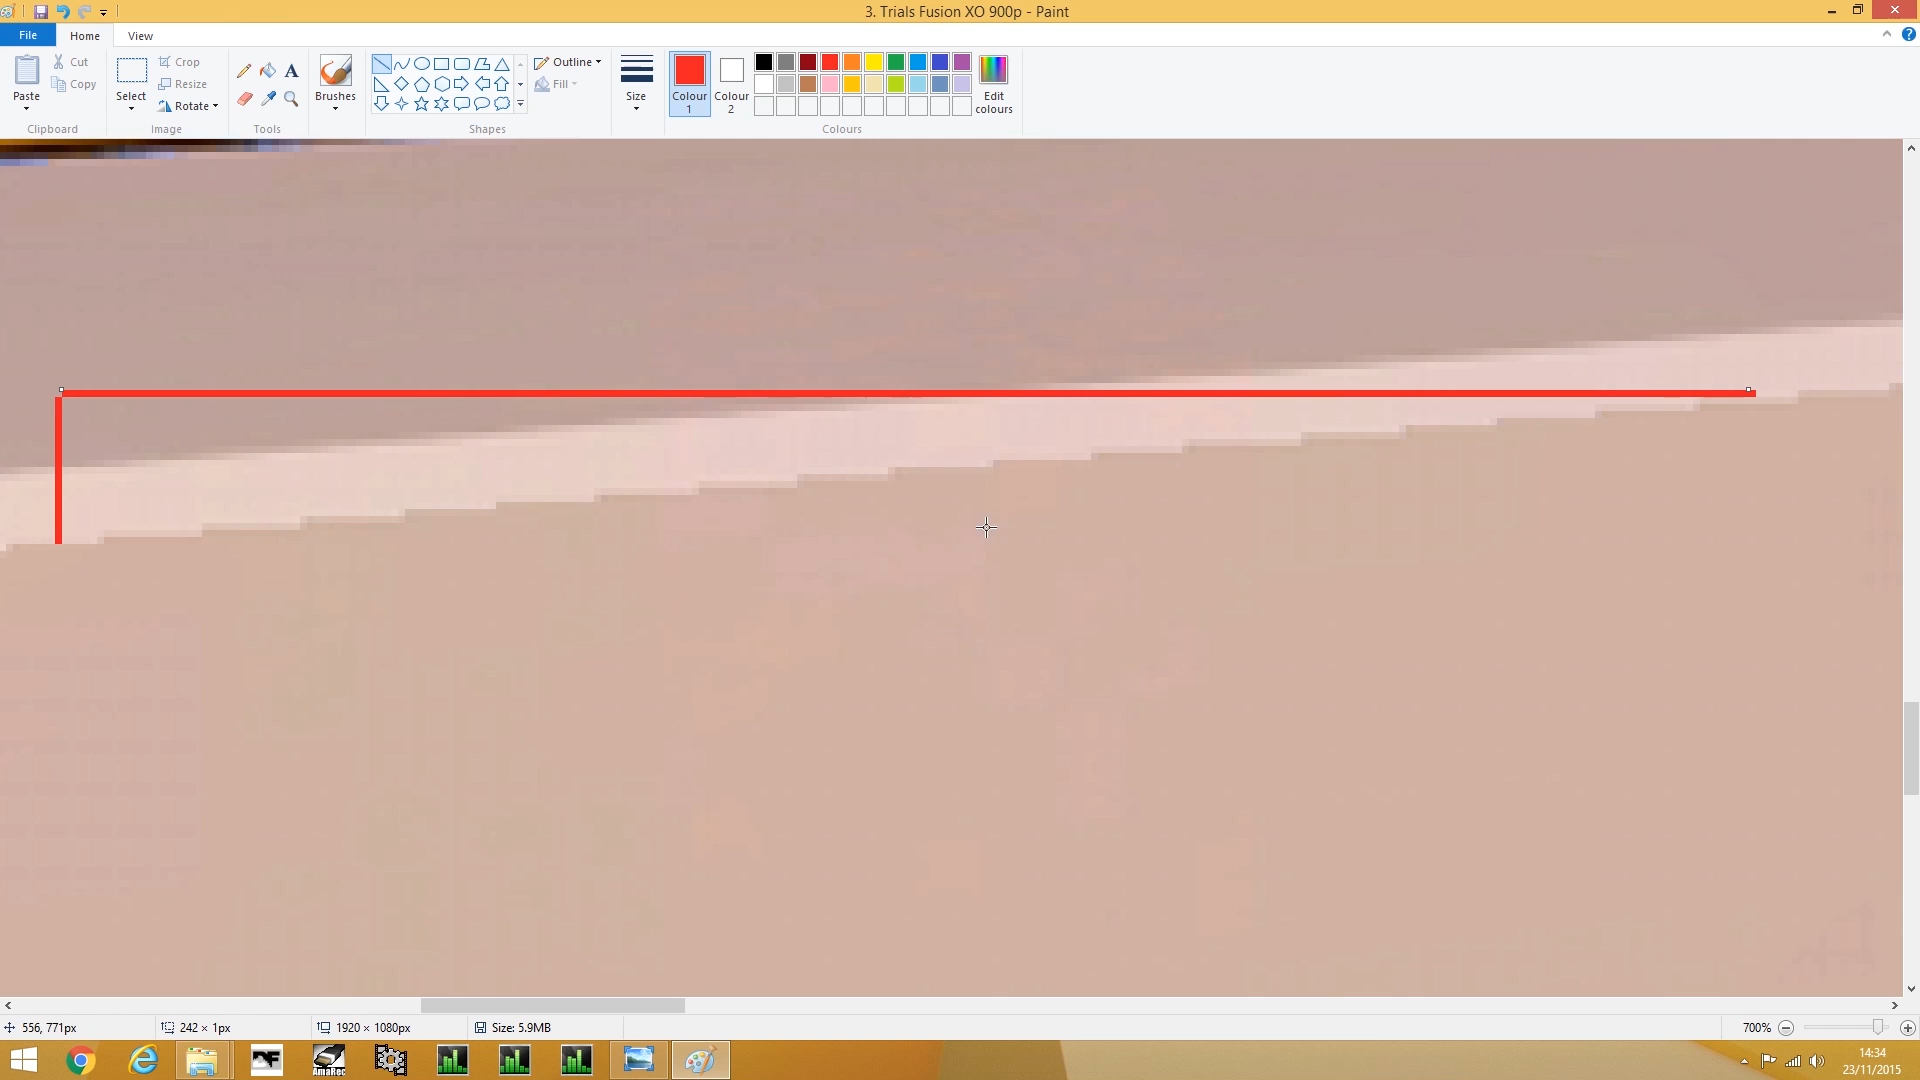 3. Trials Fusion XO 900p - Paint
File
Home
View
Paste
Cut
Copy
Clipboard
Select
Crop
Resize
Rotate
Image
A
Tools
Brushes
Shapes
Outline
Fill
Size
Colour 1
Colour 2
Edit colours
Colours
556, 771px
242 × 1px
1920 × 1080px
Size: 5.9MB
700%
AmaRec
14:34
23/11/2015